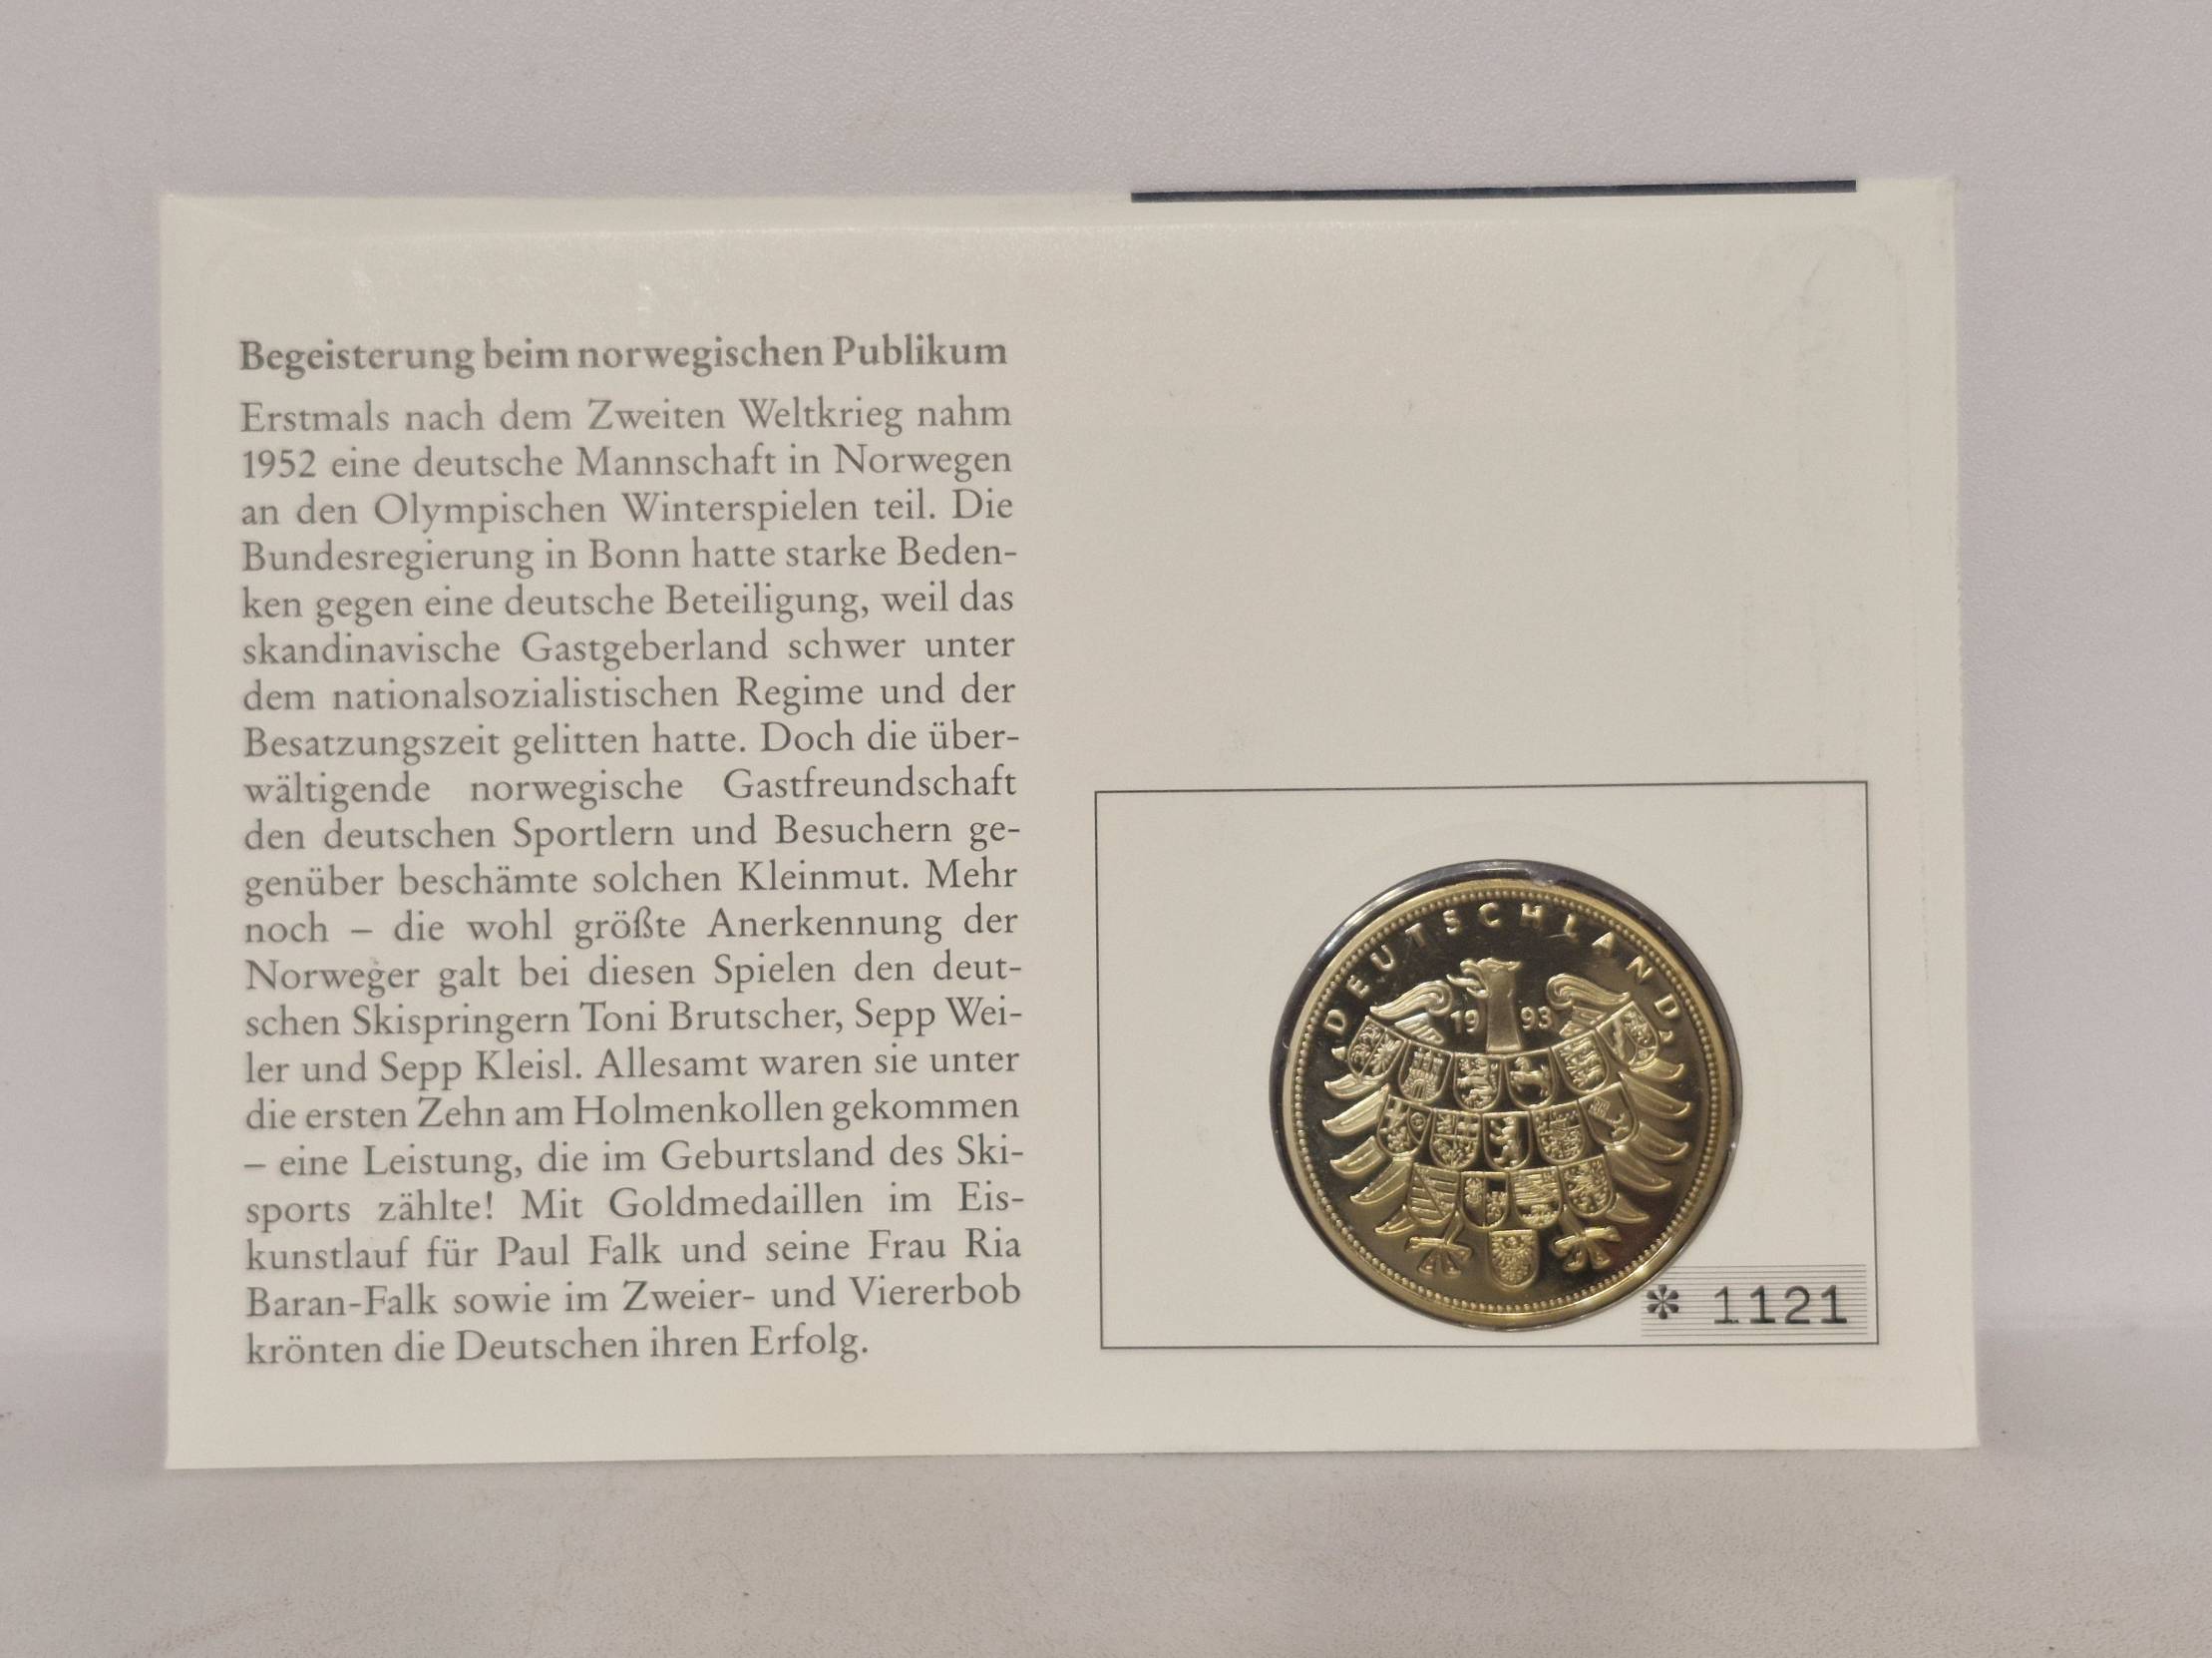 Begeisterung beim norwegischen Publikum
Erstmals nach dem Zweiten Weltkrieg nahm
1952 eine deutsche Mannschaft in Norwegen
an den Olympischen Winterspielen teil. Die
Bundesregierung in Bonn hatte starke Beden-
ken gegen eine deutsche Beteiligung, weil das
skandinavische Gastgeberland schwer unter
dem nationalsozialistischen Regime und der
Besatzungszeit gelitten hatte. Doch die über-
wältigende norwegische Gastfreundschaft
den deutschen Sportlern und Besuchern ge-
genüber beschämte solchen Kleinmut. Mehr
noch – die wohl größte Anerkennung der
Norweger galt bei diesen Spielen den deut-
schen Skispringern Toni Brutscher, Sepp Wei-
ler und Sepp Kleisl. Allesamt waren sie unter
die ersten Zehn am Holmenkollen gekommen
– eine Leistung, die im Geburtsland des Ski-
sports zählte! Mit Goldmedaillen im Eis-
kunstlauf für Paul Falk und seine Frau Ria
Baran-Falk sowie im Zweier- und Viererbob
krönten die Deutschen ihren Erfolg.
DEUTSCHLAND
19 93
* 1121